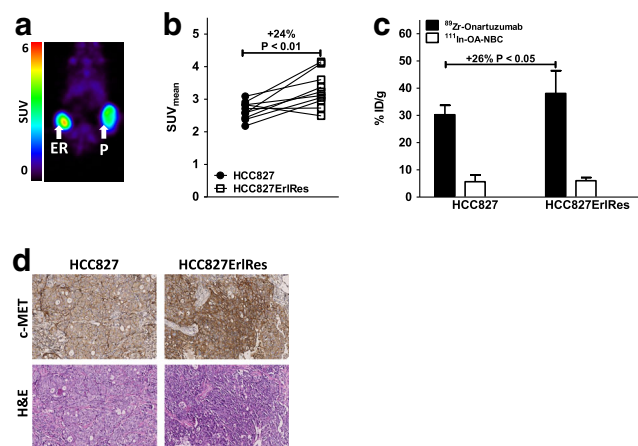 a
6
SUV
0
ER
P
b
+24%
P < 0.01
5
4
3
2
1
0
SUVmean
HCC827
HCC827ErlRes
c
89Zr-Onartuzumab
111In-OA-NBC
+26% P < 0.05
60
50
40
30
20
10
0
% ID/g
HCC827
HCC827ErlRes
d
HCC827
HCC827ErlRes
c-MET
H&E